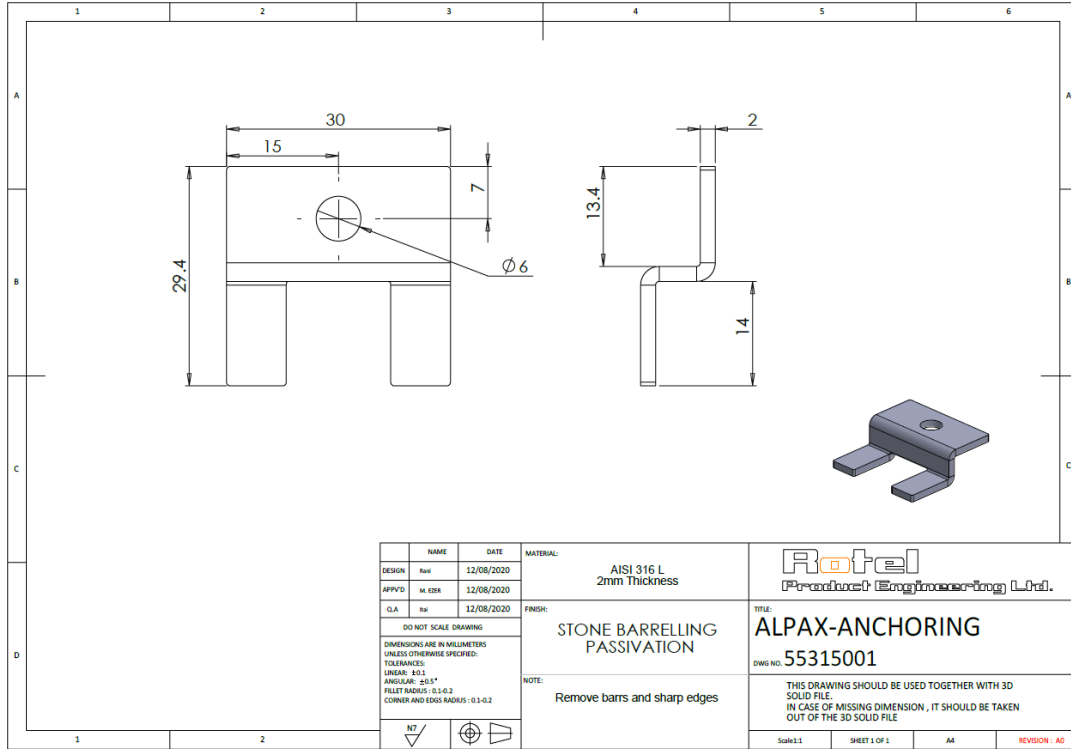 1 2 3 4 5 6
A A
30
2
15
7
13.4
29.4
Ø6
B B
14
C C
NAME DATE
DESIGN Rami 12/08/2020
APPV'D M. EZER 12/08/2020
Q.A Itai 12/08/2020
DO NOT SCALE DRAWING
DIMENSIONS ARE IN MILLIMETERS
UNLESS OTHERWISE SPECIFIED:
TOLERANCES:
LINEAR: ±0.1
ANGULAR: ±0.5°
FILLET RADIUS : 0.1-0.2
CORNER AND EDGS RADIUS : 0.1-0.2
N7
MATERIAL:
AISI 316 L
2mm Thickness
FINISH:
STONE BARRELLING
PASSIVATION
NOTE:
Remove barrs and sharp edges
Rotel
Product Engineering Ltd.
TITLE:
ALPAX-ANCHORING
DWG NO. 55315001
THIS DRAWING SHOULD BE USED TOGETHER WITH 3D
SOLID FILE.
IN CASE OF MISSING DIMENSION , IT SHOULD BE TAKEN
OUT OF THE 3D SOLID FILE
Scale1:1 SHEET 1 OF 1 A4 REVISION : A0
D D
1 2